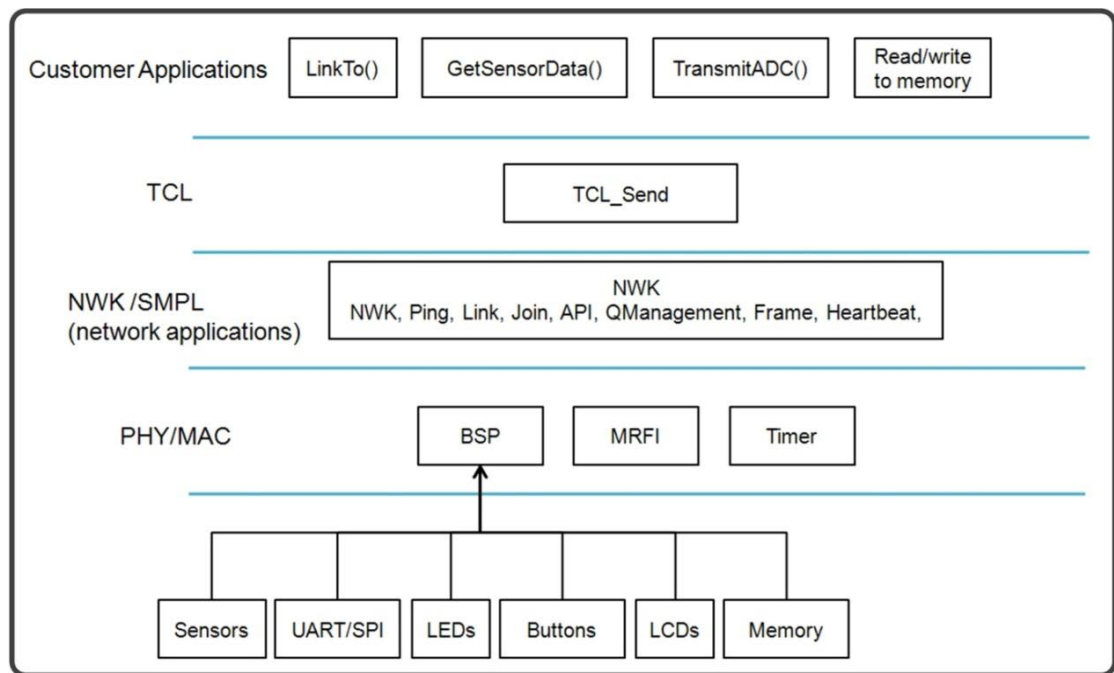 Customer Applications
LinkTo()
GetSensorData()
TransmitADC()
Read/write
to memory
TCL
TCL_Send
NWK /SMPL
(network applications)
NWK
NWK, Ping, Link, Join, API, QManagement, Frame, Heartbeat,
PHY/MAC
BSP
MRFI
Timer
Sensors
UART/SPI
LEDs
Buttons
LCDs
Memory